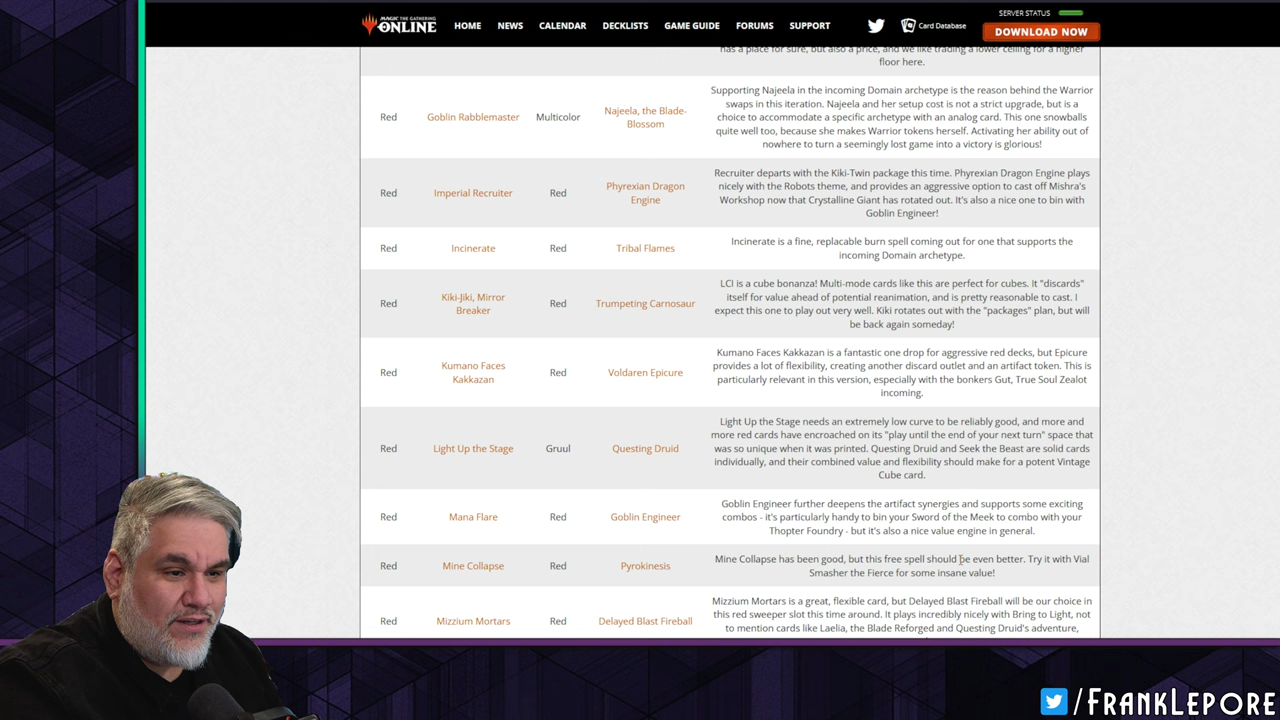 MAGIC THE GATHERING
ONLINE
HOME NEWS CALENDAR DECKLISTS GAME GUIDE FORUMS SUPPORT
Card Database
SERVER STATUS
DOWNLOAD NOW
has a place for sure, but also a price, and we like trading a lower ceiling for a higher
floor here.
Red Goblin Rabblemaster Multicolor Najeela, the Blade-
Blossom
Supporting Najeela in the incoming Domain archetype is the reason behind the Warrior
swaps in this iteration. Najeela and her setup cost is not a strict upgrade, but is a
choice to accommodate a specific archetype with an analog card. This one snowballs
quite well too, because she makes Warrior tokens herself. Activating her ability out of
nowhere to turn a seemingly lost game into a victory is glorious!
Red Imperial Recruiter Red Phyrexian Dragon
Engine
Recruiter departs with the Kiki-Twin package this time. Phyrexian Dragon Engine plays
nicely with the Robots theme, and provides an aggressive option to cast off Mishra's
Workshop now that Crystalline Giant has rotated out. It's also a nice one to bin with
Goblin Engineer!
Red Incinerate Red Tribal Flames
Incinerate is a fine, replacable burn spell coming out for one that supports the
incoming Domain archetype.
Red Kiki-Jiki, Mirror
Breaker
Red Trumpeting Carnosaur
LCI is a cube bonanza! Multi-mode cards like this are perfect for cubes. It "discards"
itself for value ahead of potential reanimation, and is pretty reasonable to cast. I
expect this one to play out very well. Kiki rotates out with the "packages" plan, but will
be back again someday!
Red Kumano Faces
Kakkazan
Red Voldaren Epicure
Kumano Faces Kakkazan is a fantastic one drop for aggressive red decks, but Epicure
provides a lot of flexibility, creating another discard outlet and an artifact token. This is
particularly relevant in this version, especially with the bonkers Gut, True Soul Zealot
incoming.
Red Light Up the Stage Gruul Questing Druid
Light Up the Stage needs an extremely low curve to be reliably good, and more and
more red cards have encroached on its "play until the end of your next turn" space that
was so unique when it was printed. Questing Druid and Seek the Beast are solid cards
individually, and their combined value and flexibility should make for a potent Vintage
Cube card.
Red Mana Flare Red Goblin Engineer
Goblin Engineer further deepens the artifact synergies and supports some exciting
combos - it's particularly handy to bin your Sword of the Meek to combo with your
Thopter Foundry - but it's also a nice value engine in general.
Red Mine Collapse Red Pyrokinesis
Mine Collapse has been good, but this free spell should be even better. Try it with Vial
Smasher the Fierce for some insane value!
Red Mizzium Mortars Red Delayed Blast Fireball
Mizzium Mortars is a great, flexible card, but Delayed Blast Fireball will be our choice in
this red sweeper slot this time around. It plays incredibly nicely with Bring to Light, not
to mention cards like Laelia, the Blade Reforged and Questing Druid's adventure,
/FRANKLEPORE